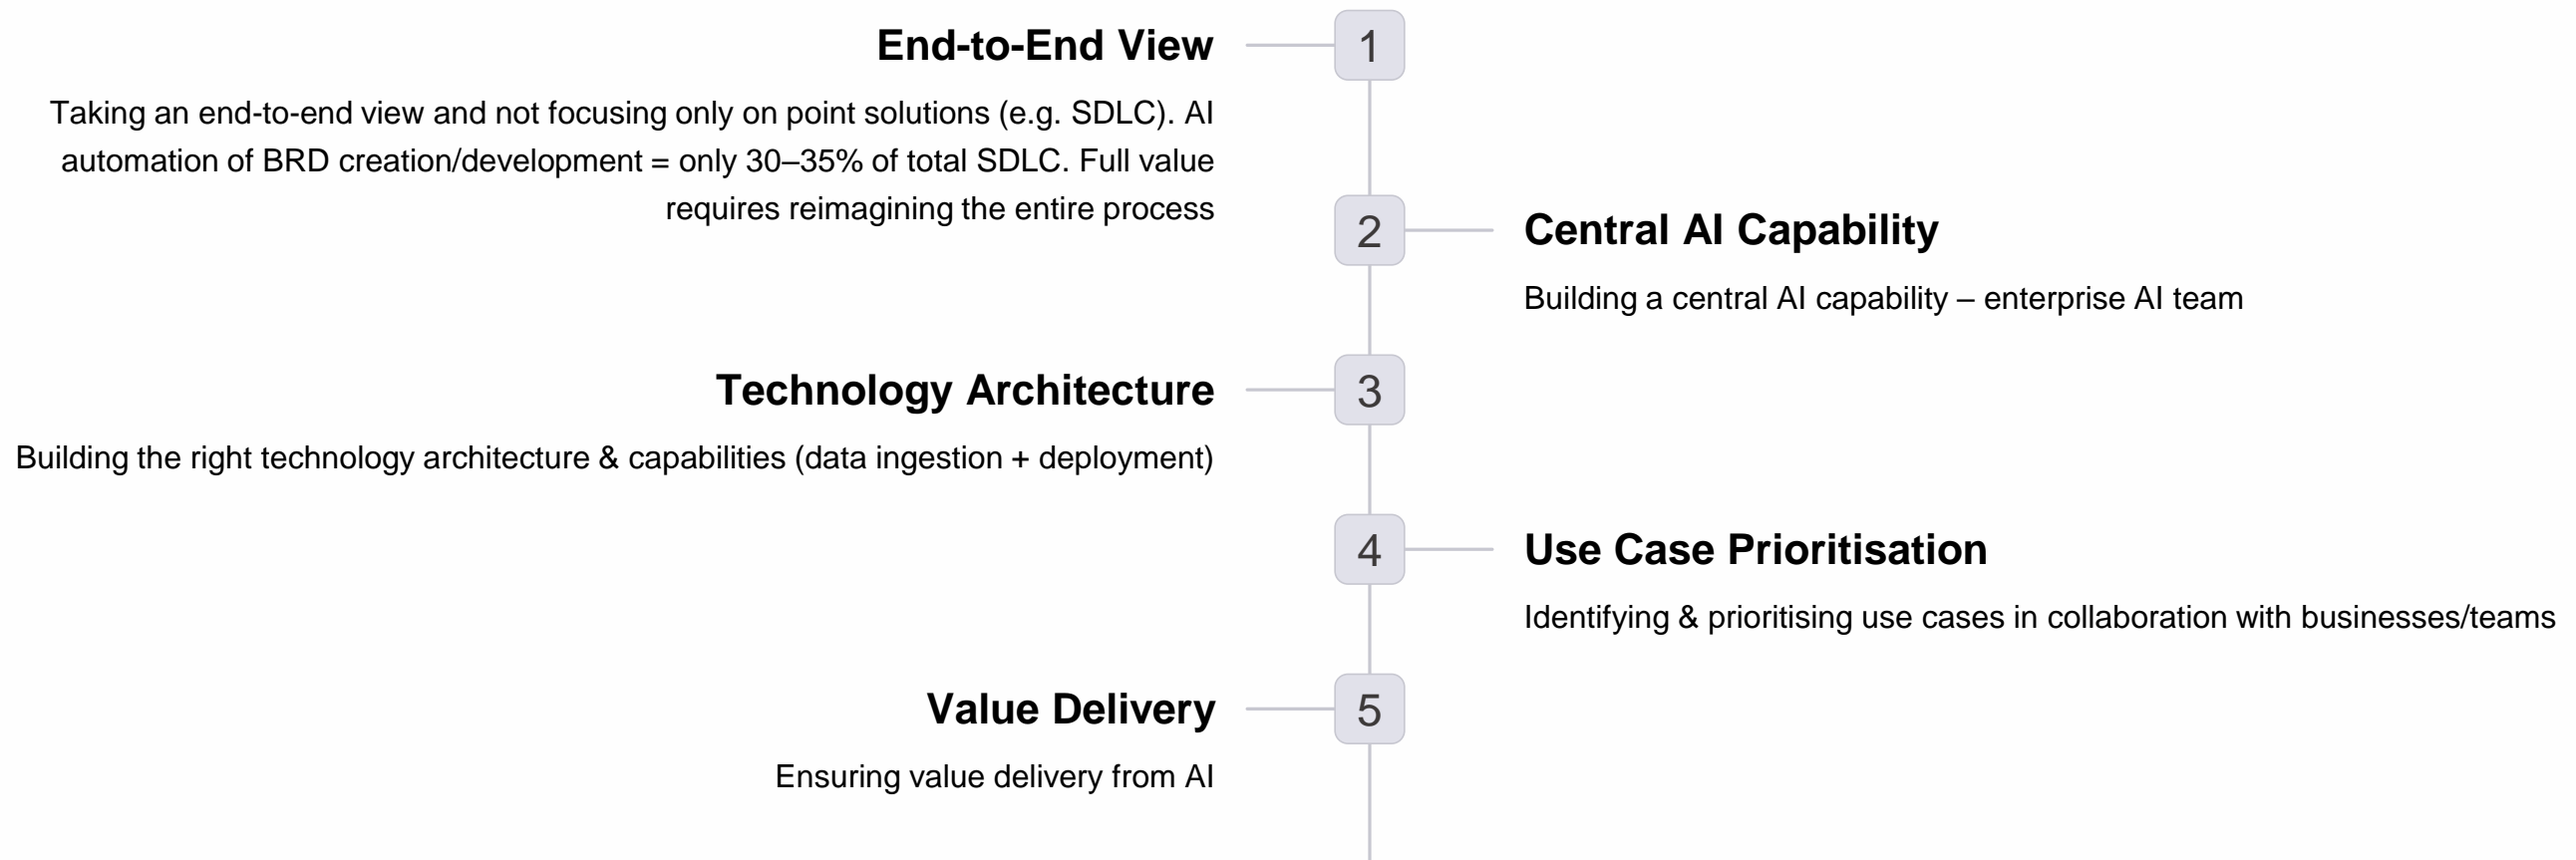 End-to-End View
1
Taking an end-to-end view and not focusing only on point solutions (e.g. SDLC). AI
automation of BRD creation/development = only 30–35% of total SDLC. Full value
requires reimagining the entire process
2
Central AI Capability
Building a central AI capability – enterprise AI team
Technology Architecture
3
Building the right technology architecture & capabilities (data ingestion + deployment)
4
Use Case Prioritisation
Identifying & prioritising use cases in collaboration with businesses/teams
Value Delivery
5
Ensuring value delivery from AI